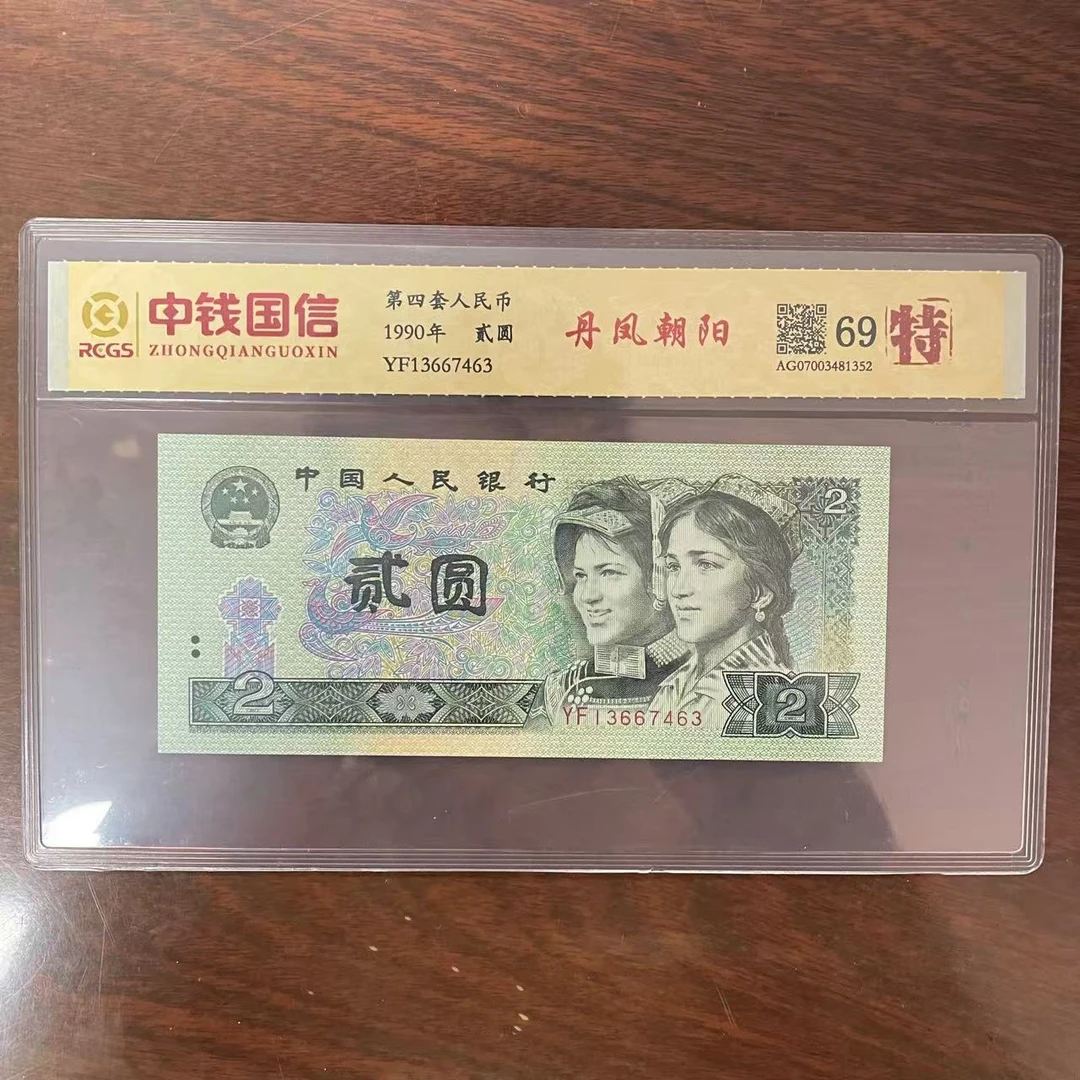 RCGS
中钱国信
ZHONGQIANGUOXIN
第四套人民币
1990年 贰圆
YF13667463
丹凤朝阳
69
特
AG07003481352
中国人民银行
2
贰圆
2
YF13667463
2